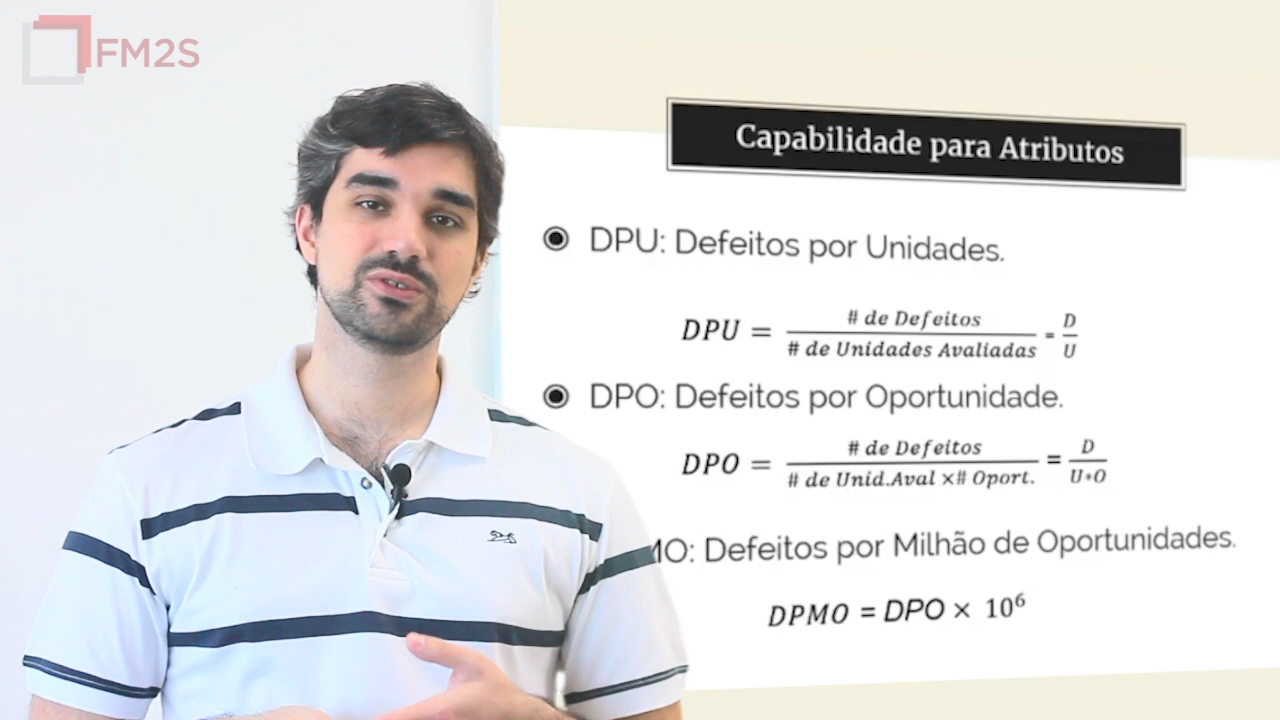 FM2S
Capabilidade para Atributos
DPU: Defeitos por Unidades.
DPU = # de Defeitos / # de Unidades Avaliadas = D / U
DPO: Defeitos por Oportunidade.
DPO = # de Defeitos / # de Unid.Aval ×# Oport. = D / U*O
MO: Defeitos por Milhão de Oportunidades.
DPMO = DPO × 10⁶